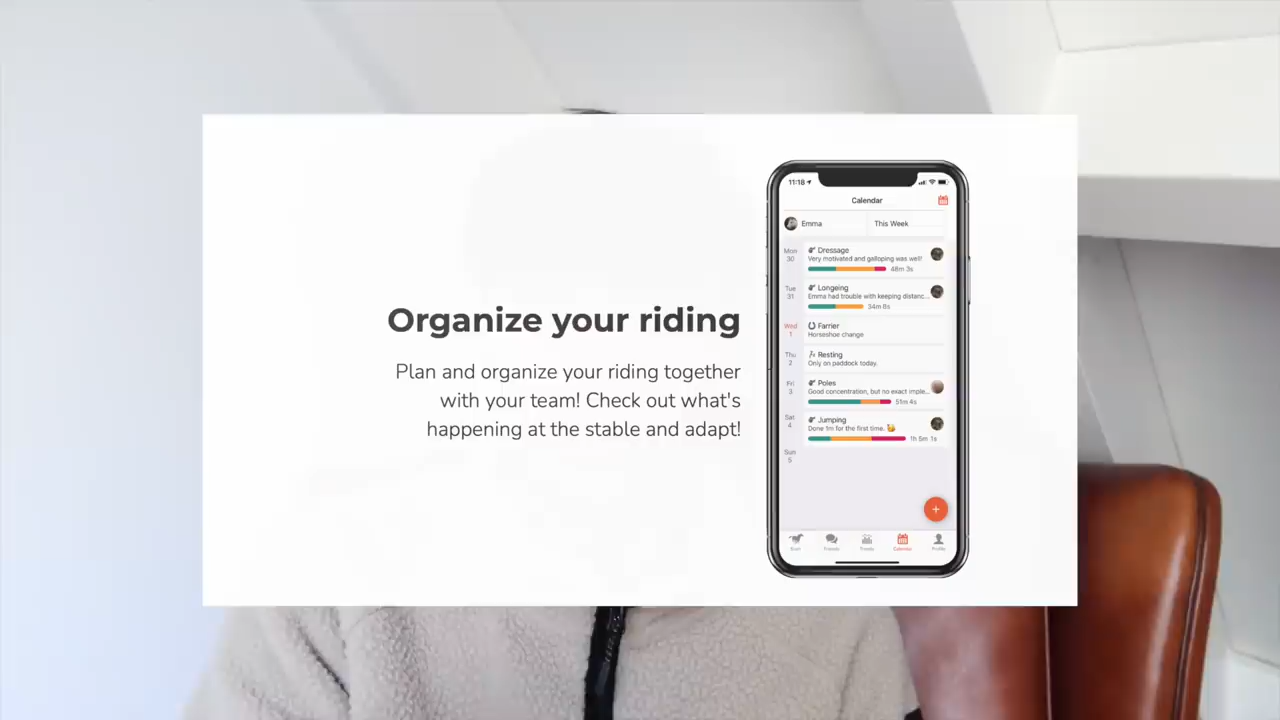 Organize your riding
Plan and organize your riding together
with your team! Check out what's
happening at the stable and adapt!
11:18
Calendar
Emma
This Week
Mon
30
Dressage
Very motivated and galloping was well!
48m 3s
Tue
31
Longeing
Emma had trouble with keeping distanc...
34m 8s
Wed
1
Farrier
Horseshoe change
Thu
2
Resting
Only on paddock today.
Fri
3
Poles
Good concentration, but no exact imple...
51m 4s
Sat
4
Jumping
Done 1m for the first time.
1h 5m 1s
Sun
5
+
Friends
Trends
Calendar
Profile